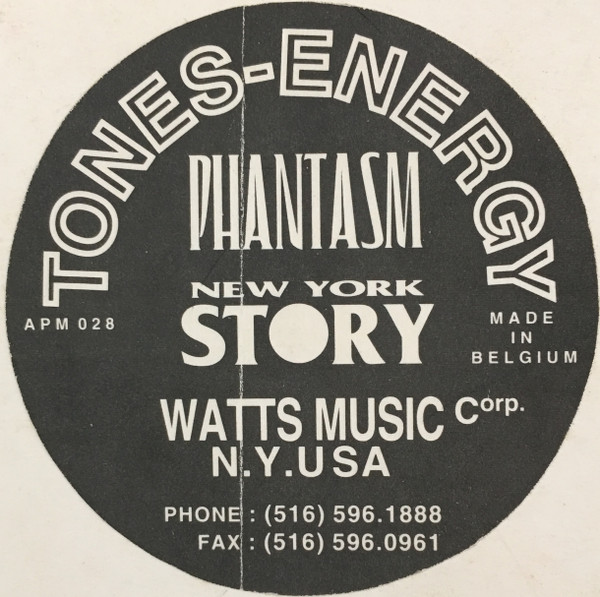 TONES-ENERGY
PHANTASM
NEW YORK
STORY
APM 028
MADE
IN
BELGIUM
WATTS MUSIC Corp.
N.Y.USA
PHONE : (516) 596.1888
FAX : (516) 596.0961